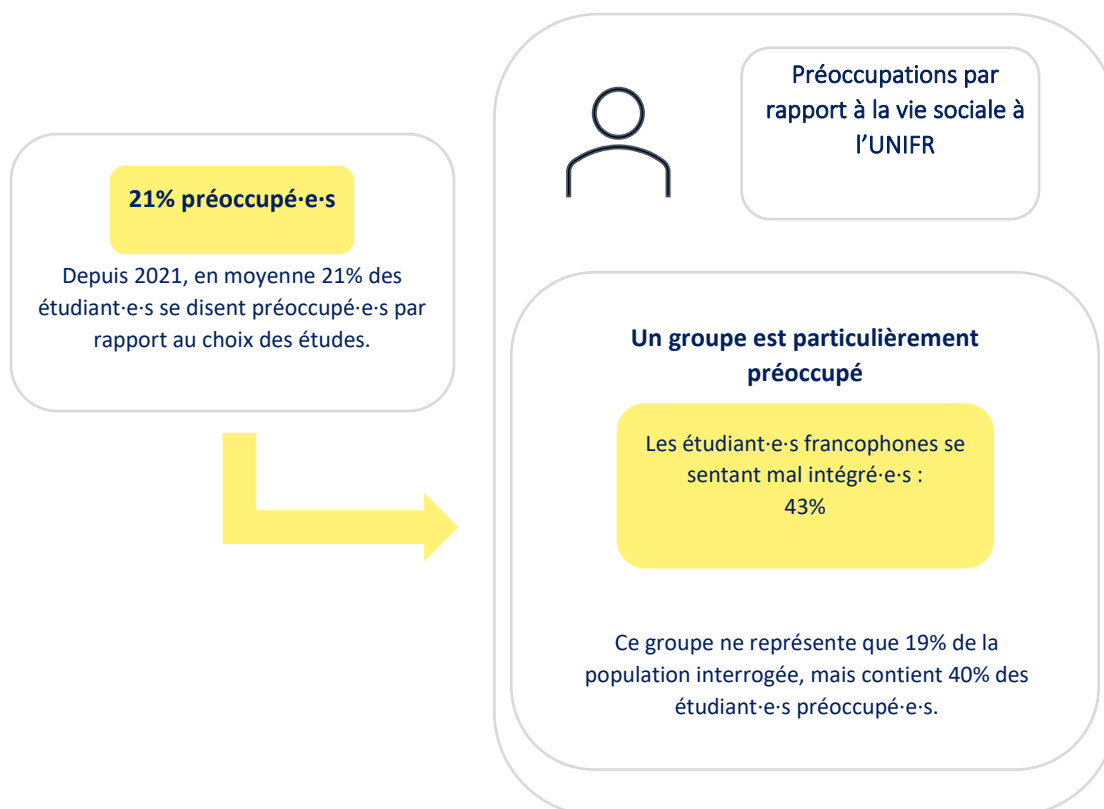 Préoccupations par
rapport à la vie sociale à
l'UNIFR
21% préoccupé·e·s
Depuis 2021, en moyenne 21% des
étudiant·e·s se disent préoccupé·e·s par
rapport au choix des études.
Un groupe est particulièrement
préoccupé
Les étudiant·e·s francophones se
sentant mal intégré·e·s :
43%
Ce groupe ne représente que 19% de la
population interrogée, mais contient 40% des
étudiant·e·s préoccupé·e·s.